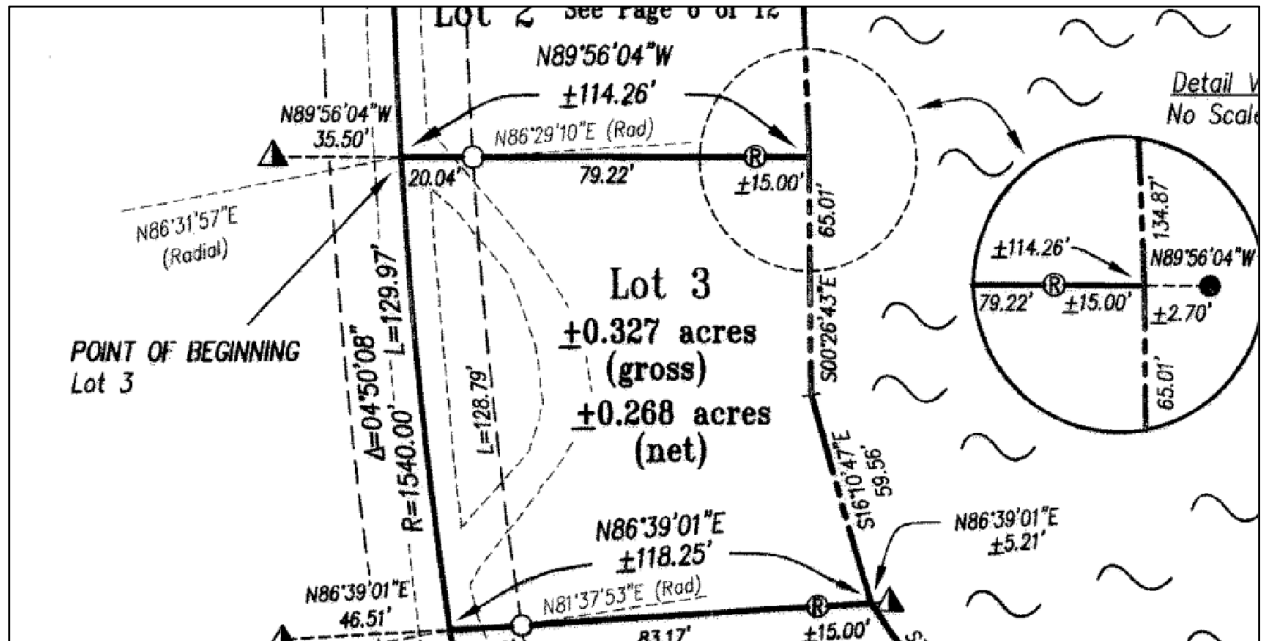 Lot 2 See Page 6 of 12
N89°56'04"W
±114.26'
N89°56'04"W
35.50'
N86°29'10"E (Rad)
20.04'
79.22'
±15.00'
R
N86°31'57"E
(Radial)
65.01'
S00°26'43"E
Detail
No Scale
134.87'
±114.26'
N89°56'04"W
R
79.22'
±15.00'
±2.70'
65.01'
POINT OF BEGINNING
Lot 3
L=129.97'
Δ=04°50'08"
R=1540.00'
L=128.79'
Lot 3
±0.327 acres
(gross)
±0.268 acres
(net)
S16°10'47"E
59.56'
N86°39'01"E
±118.25'
N86°39'01"E
±5.21'
N86°39'01"E
46.51'
N81°37'53"E (Rad)
R
83.17'
±15.00'